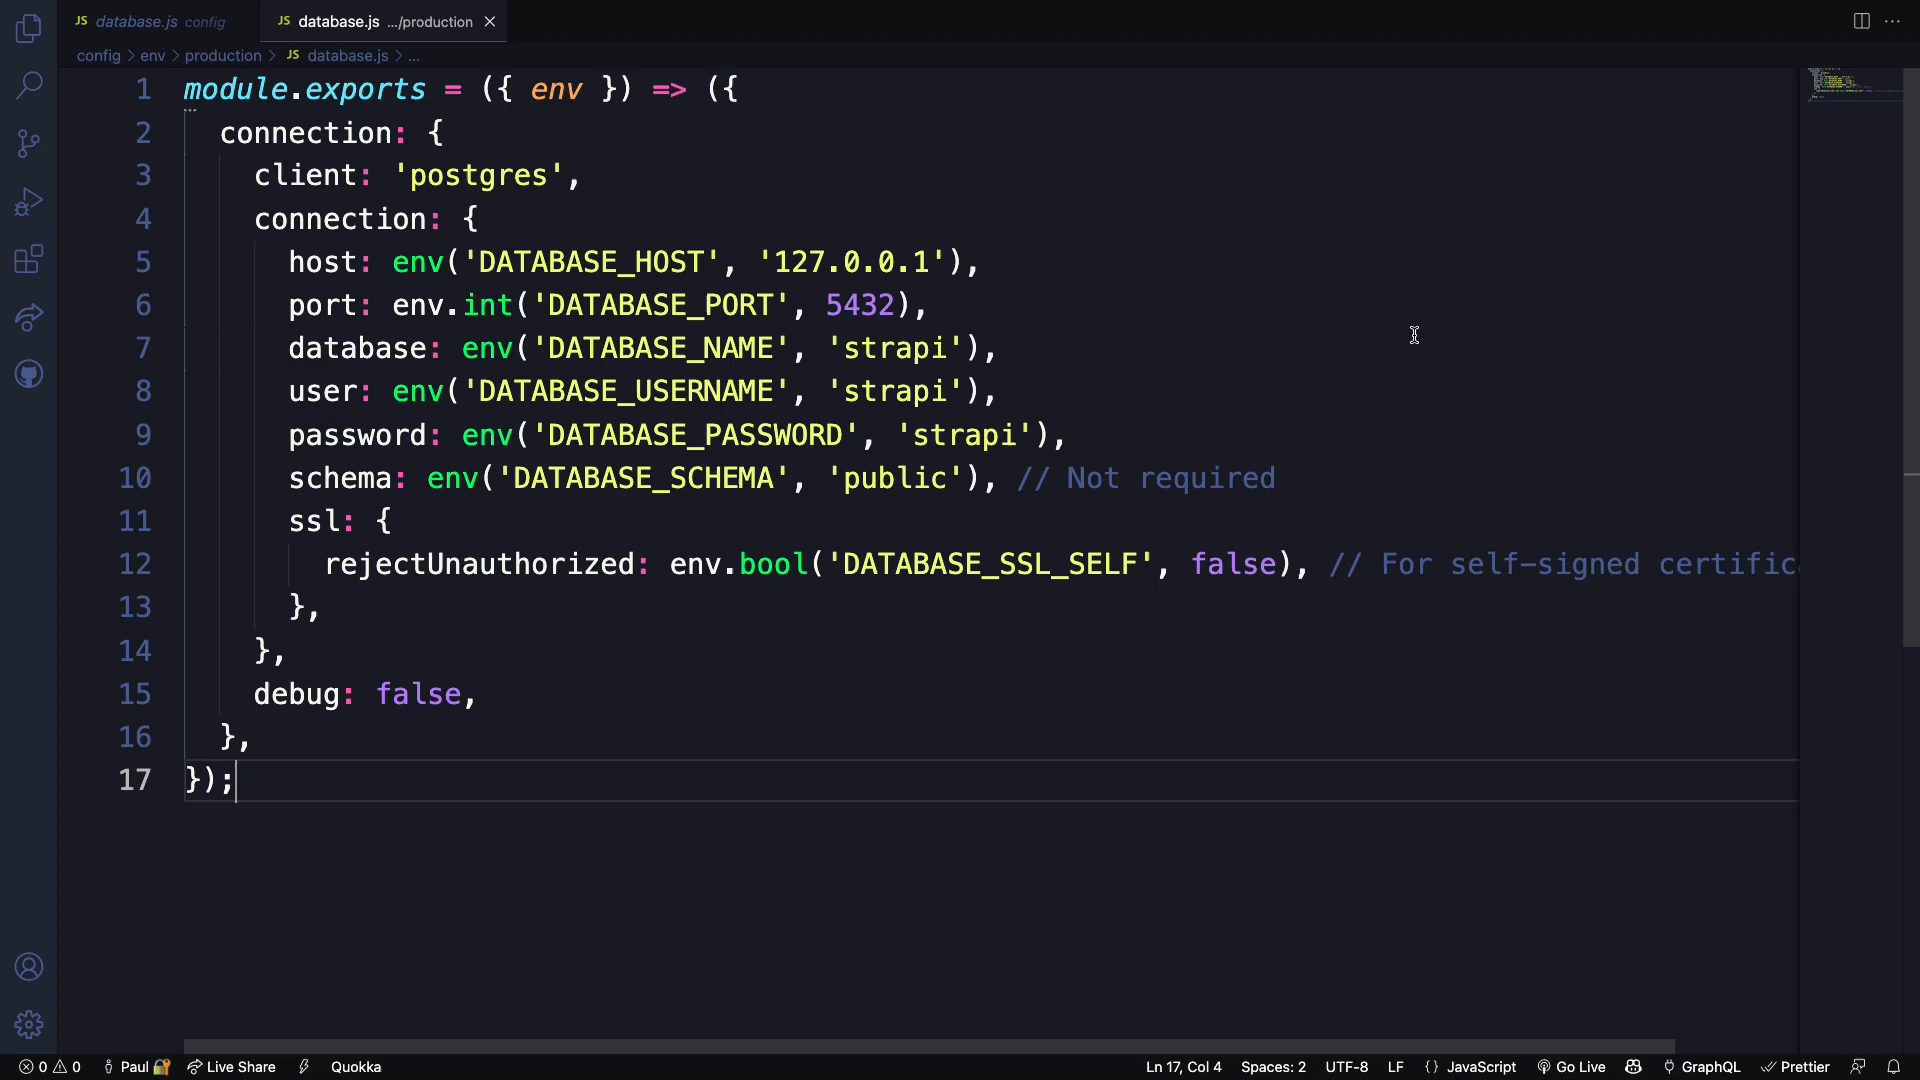 JS database.js config
JS database.js .../production
config > env > production > JS database.js > ...
1 module.exports = ({ env }) => ({
2 connection: {
3 client: 'postgres',
4 connection: {
5 host: env('DATABASE_HOST', '127.0.0.1'),
6 port: env.int('DATABASE_PORT', 5432),
7 database: env('DATABASE_NAME', 'strapi'),
8 user: env('DATABASE_USERNAME', 'strapi'),
9 password: env('DATABASE_PASSWORD', 'strapi'),
10 schema: env('DATABASE_SCHEMA', 'public'), // Not required
11 ssl: {
12 rejectUnauthorized: env.bool('DATABASE_SSL_SELF', false), // For self-signed certific
13 },
14 },
15 debug: false,
16 },
17 });
0 0 Paul Live Share Quokka Ln 17, Col 4 Spaces: 2 UTF-8 LF {} JavaScript Go Live GraphQL Prettier